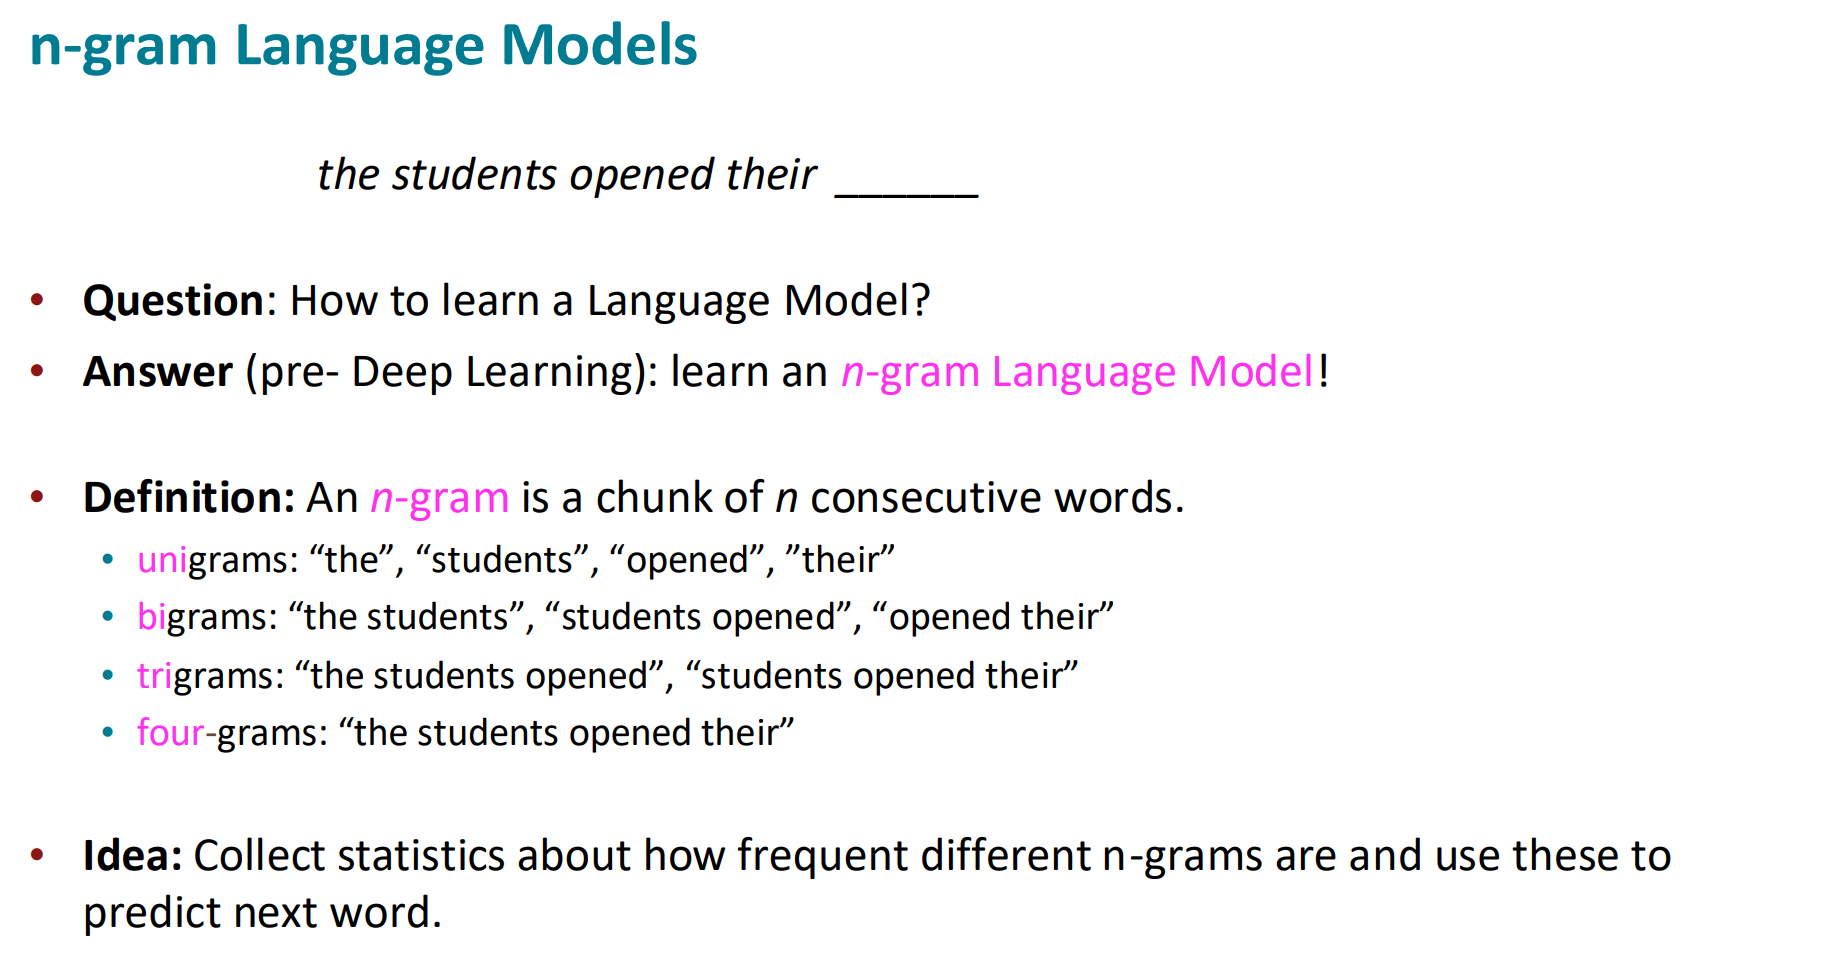 n-gram Language Models
the students opened their ______
• Question: How to learn a Language Model?
• Answer (pre- Deep Learning): learn an n-gram Language Model!
• Definition: An n-gram is a chunk of n consecutive words.
• unigrams: “the”, “students”, “opened”, ”their”
• bigrams: “the students”, “students opened”, “opened their”
• trigrams: “the students opened”, “students opened their”
• four-grams: “the students opened their”
• Idea: Collect statistics about how frequent different n-grams are and use these to
predict next word.